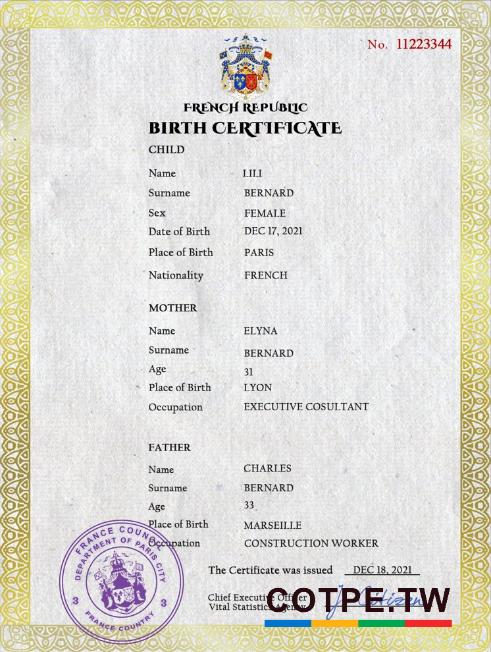 No. 11223344
FRENCH REPUBLIC
BIRTH CERTIFICATE
CHILD
Name LILI
Surname BERNARD
Sex FEMALE
Date of Birth DEC 17, 2021
Place of Birth PARIS
Nationality FRENCH
MOTHER
Name ELYNA
Surname BERNARD
Age 31
Place of Birth LYON
Occupation EXECUTIVE COSULTANT
FATHER
Name CHARLES
Surname BERNARD
Age 33
Place of Birth MARSEILLE
Occupation CONSTRUCTION WORKER
FRANCE COUNCIL
DEPARTMENT OF PARIS CITY
3 3
FRANCE COUNTRY
The Certificate was issued DEC 18, 2021
Chief Executive Officer
Vital Statistics Agency
J Citizen
COTPE.TW